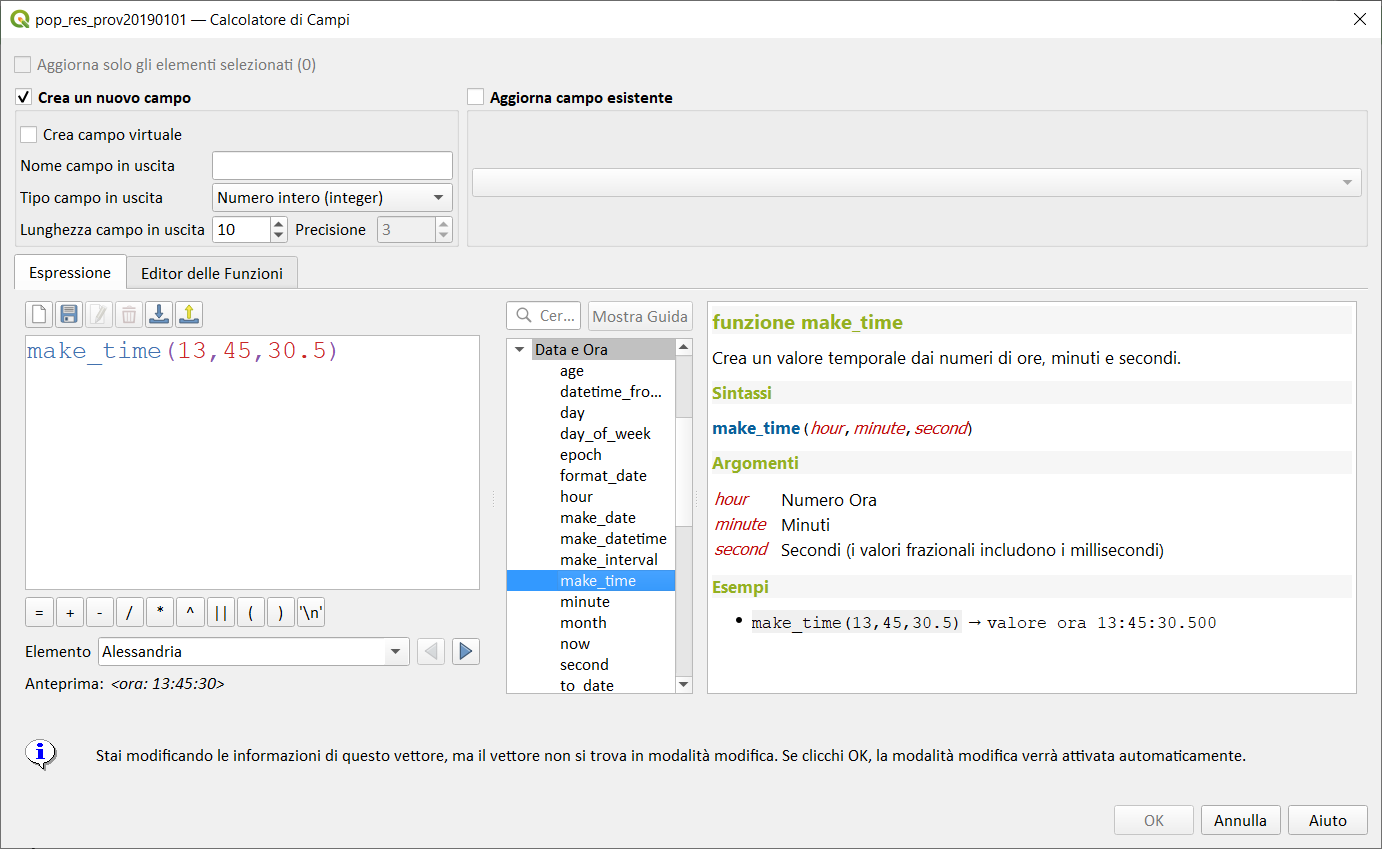 pop_res_prov20190101 — Calcolatore di Campi
Aggiorna solo gli elementi selezionati (0)
Crea un nuovo campo
Aggiorna campo esistente
Crea campo virtuale
Nome campo in uscita
Tipo campo in uscita Numero intero (integer)
Lunghezza campo in uscita 10 Precisione 3
Espressione Editor delle Funzioni
make_time(13,45,30.5)
= + - / * ^ || ( ) '\n'
Elemento Alessandria
Anteprima: <ora: 13:45:30>
Cer... Mostra Guida
Data e Ora
age
datetime_fro...
day
day_of_week
epoch
format_date
hour
make_date
make_datetime
make_interval
make_time
minute
month
now
second
to_date
funzione make_time
Crea un valore temporale dai numeri di ore, minuti e secondi.
Sintassi
make_time(hour, minute, second)
Argomenti
hour Numero Ora
minute Minuti
second Secondi (i valori frazionali includono i millisecondi)
Esempi
• make_time(13,45,30.5) → valore ora 13:45:30.500
Stai modificando le informazioni di questo vettore, ma il vettore non si trova in modalità modifica. Se clicchi OK, la modalità modifica verrà attivata automaticamente.
OK Annulla Aiuto